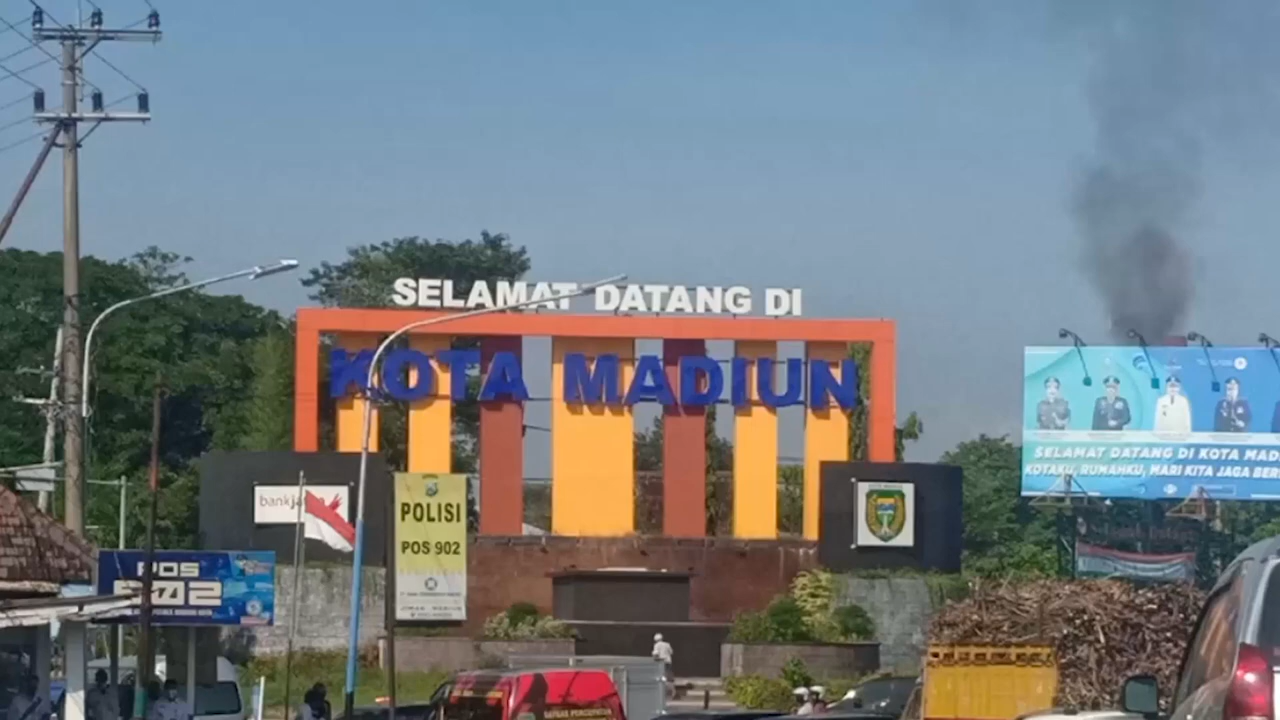 SELAMAT DATANG DI
KOTA MADIUN
bankjatim
POLISI
POS 902
POS
902
SELAMAT DATANG DI KOTA MAD
KOTAKU, RUMAHKU, MARI KITA JAGA BER